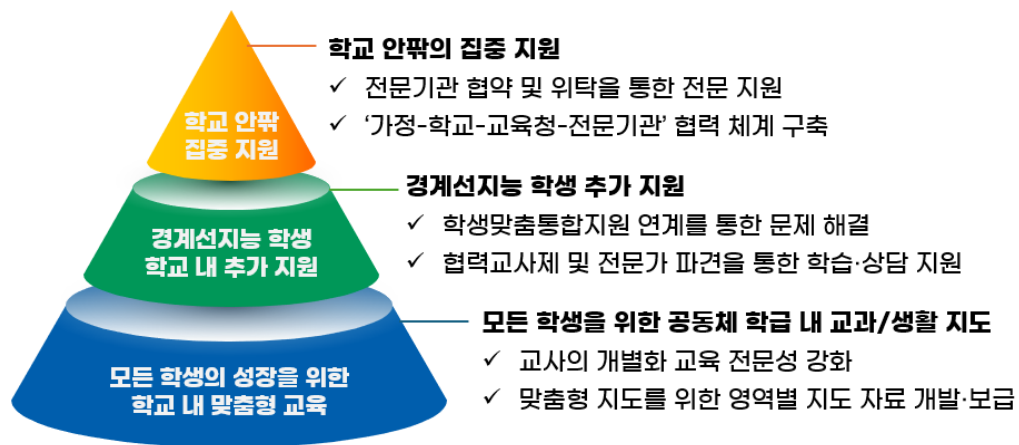 학교 안팎의 집중 지원
✓ 전문기관 협약 및 위탁을 통한 전문 지원
✓ ‘가정-학교-교육청-전문기관’ 협력 체계 구축
학교 안팎
집중 지원
경계선지능 학생 추가 지원
✓ 학생맞춤통합지원 연계를 통한 문제 해결
✓ 협력교사제 및 전문가 파견을 통한 학습·상담 지원
경계선지능 학생
학교 내 추가 지원
모든 학생을 위한 공동체 학급 내 교과/생활 지도
✓ 교사의 개별화 교육 전문성 강화
✓ 맞춤형 지도를 위한 영역별 지도 자료 개발·보급
모든 학생의 성장을 위한
학교 내 맞춤형 교육